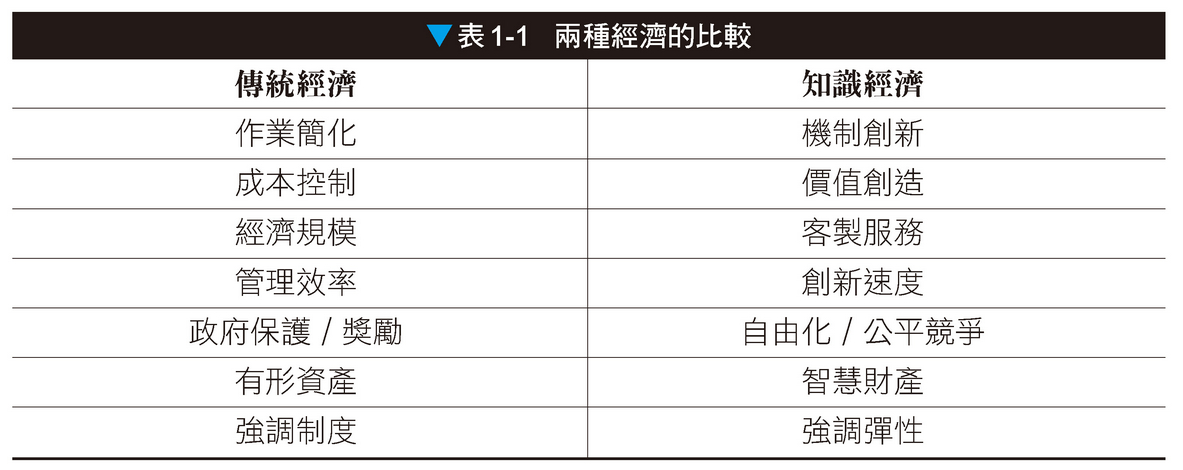 ▼表1-1 兩種經濟的比較
傳統經濟 知識經濟
作業簡化 機制創新
成本控制 價值創造
經濟規模 客製服務
管理效率 創新速度
政府保護 / 獎勵 自由化 / 公平競爭
有形資產 智慧財產
強調制度 強調彈性